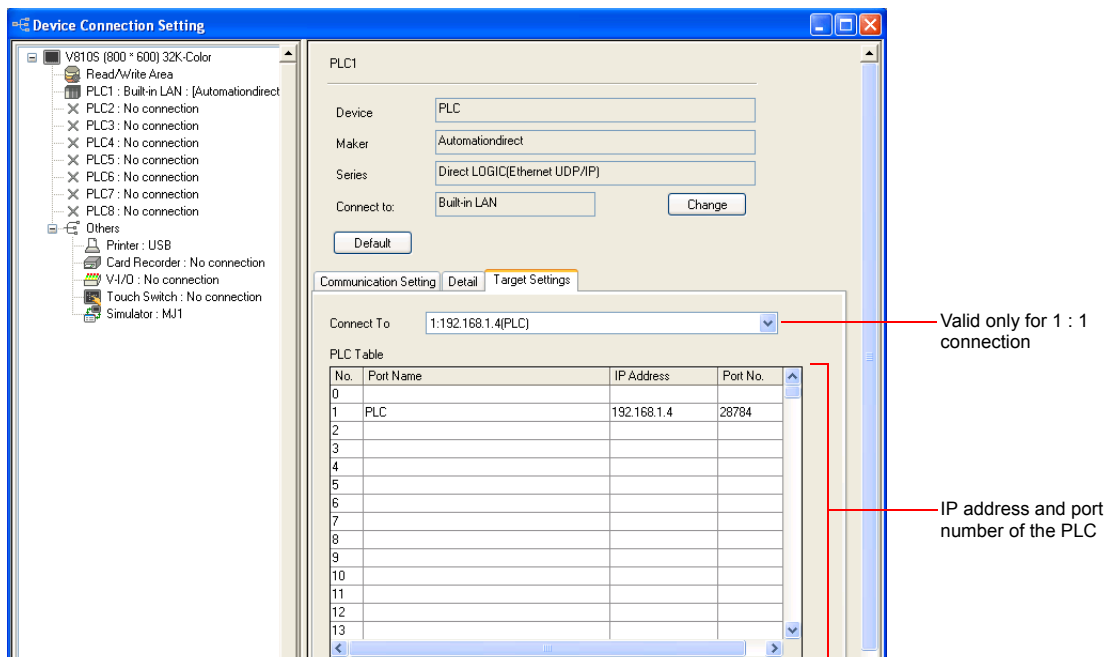 Device Connection Setting
V810S (800 * 600) 32K-Color
Read/Write Area
PLC1 : Built-in LAN : [Automationdirect
PLC2 : No connection
PLC3 : No connection
PLC4 : No connection
PLC5 : No connection
PLC6 : No connection
PLC7 : No connection
PLC8 : No connection
Others
Printer : USB
Card Recorder : No connection
V-I/O : No connection
Touch Switch : No connection
Simulator : MJ1
PLC1
Device PLC
Maker Automationdirect
Series Direct LOGIC(Ethernet UDP/IP)
Connect to: Built-in LAN Change
Default
Communication Setting Detail Target Settings
Connect To 1:192.168.1.4(PLC)
PLC Table
No. Port Name IP Address Port No.
0
1 PLC 192.168.1.4 28784
2
3
4
5
6
7
8
9
10
11
12
13
Valid only for 1 : 1
connection
IP address and port
number of the PLC